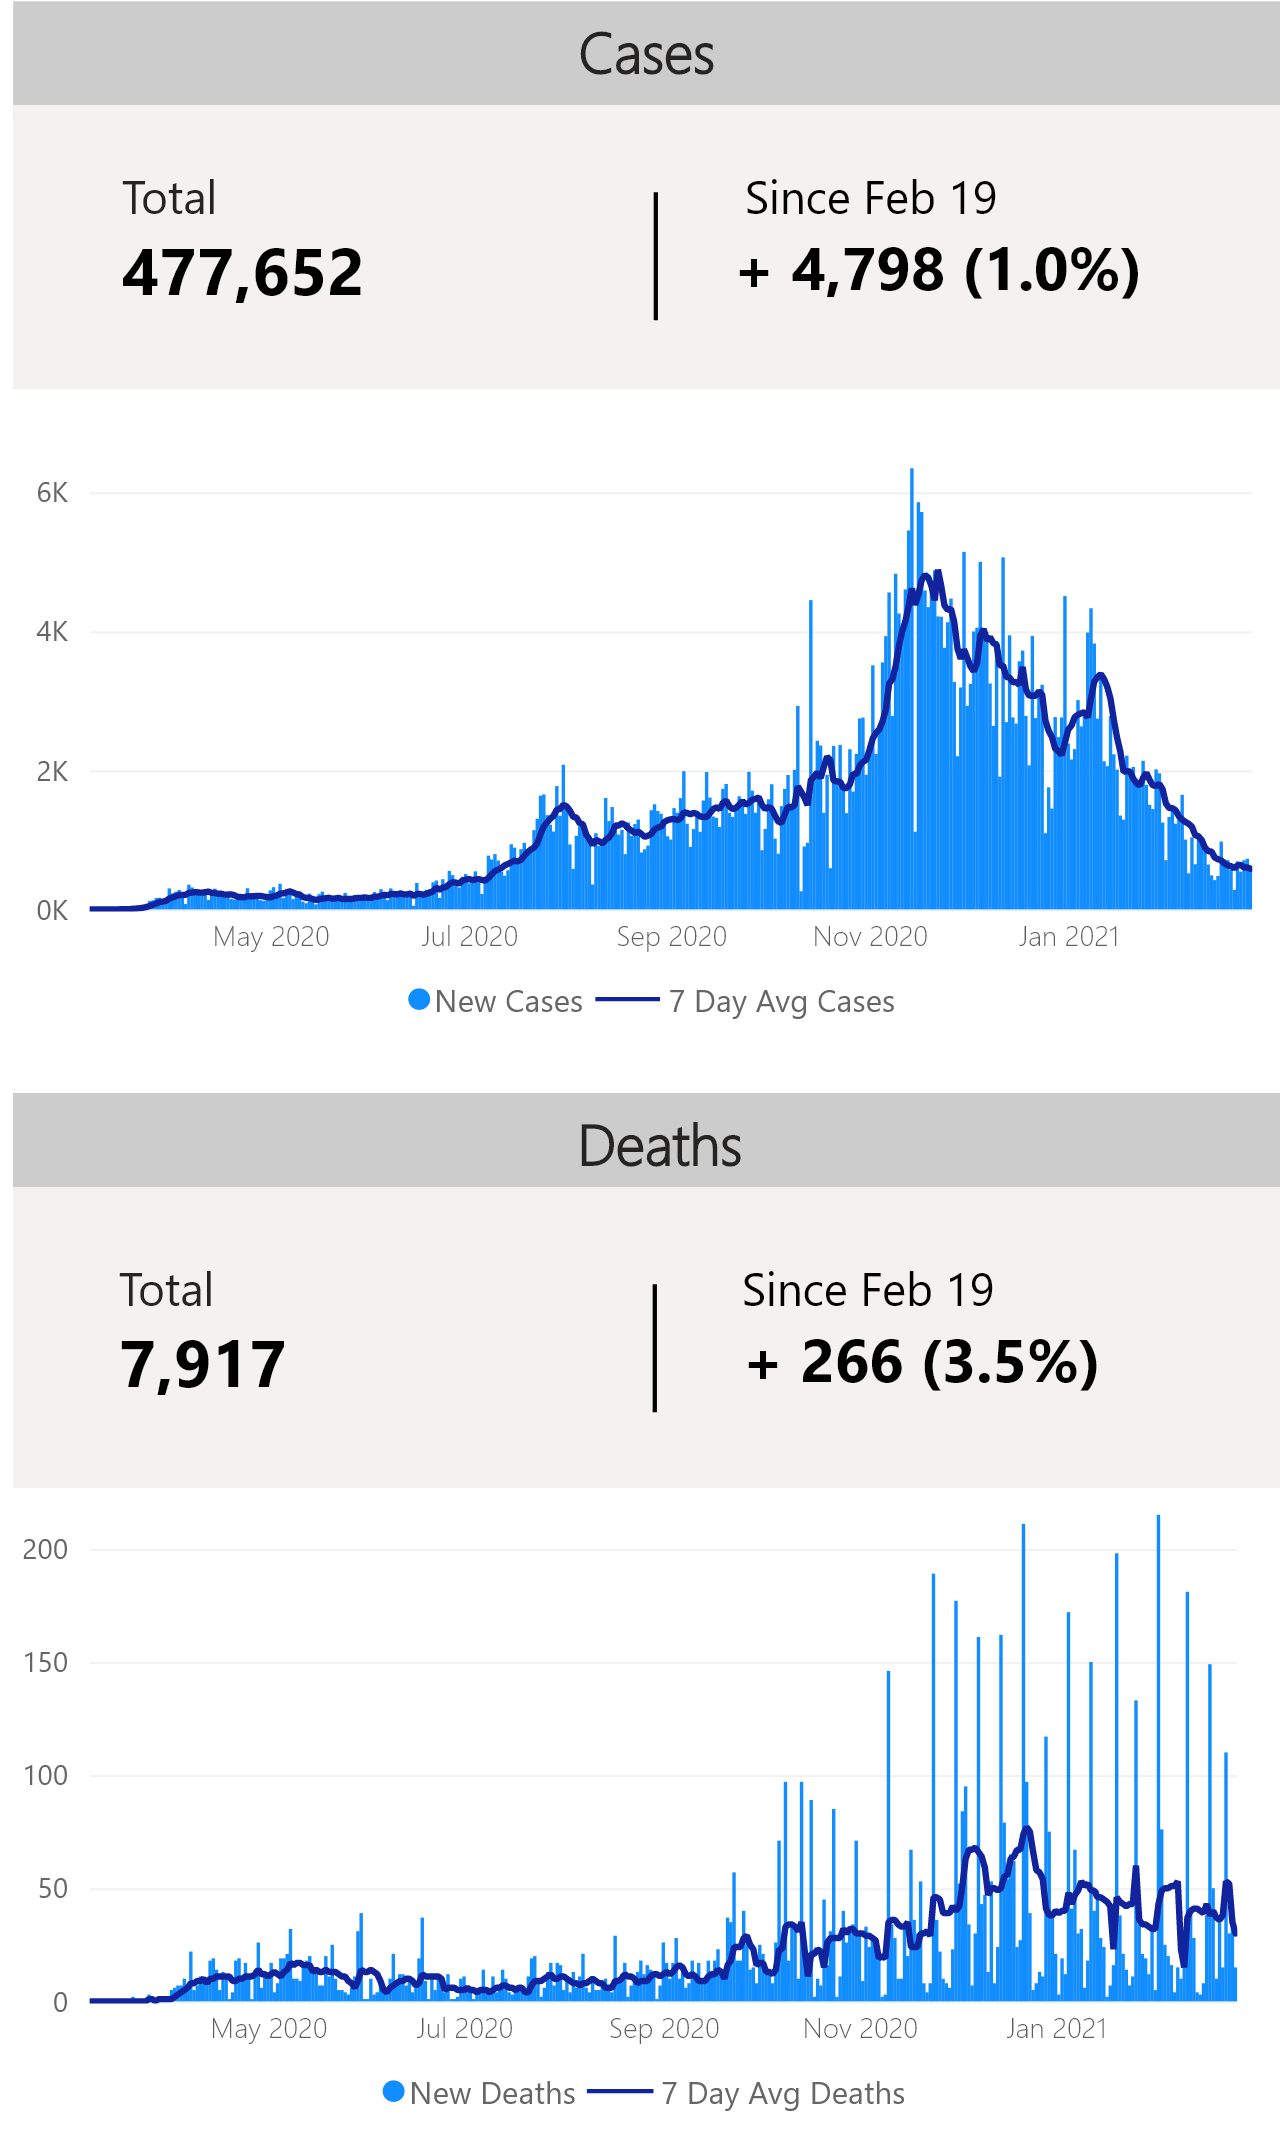 Cases
Total
Since Feb 19
477,652
+ 4,798 (1.0%)
6K
4K
2K
0K
May 2020
Jul 2020
Sep 2020
Nov 2020
Jan 2021
New Cases
7 Day Avg Cases
Deaths
Total
Since Feb 19
7,917
+ 266 (3.5%)
200
150
100
50
0
May 2020
Jul 2020
Sep 2020
Nov 2020
Jan 2021
New Deaths
7 Day Avg Deaths